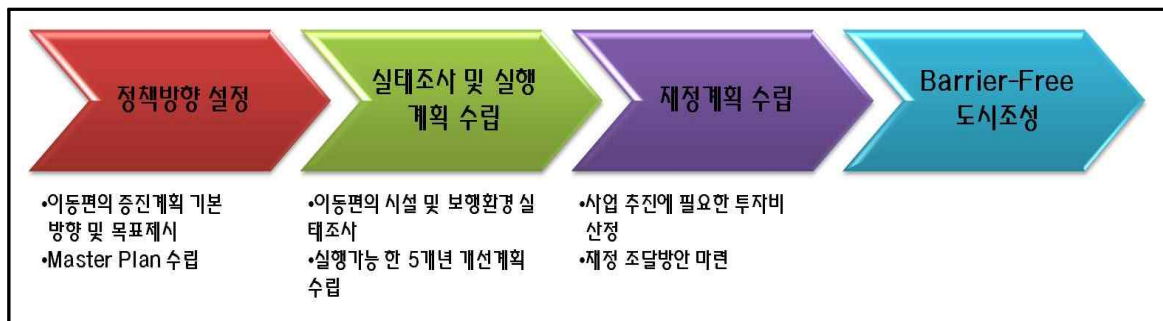 정책방향 설정
•이동편의 증진계획 기본
방향 및 목표제시
•Master Plan 수립
실태조사 및 실행
계획 수립
•이동편의 시설 및 보행환경 실
태조사
•실행가능 한 5개년 개선계획
수립
재정계획 수립
•사업 추진에 필요한 투자비
산정
•재정 조달방안 마련
Barrier-Free
도시조성